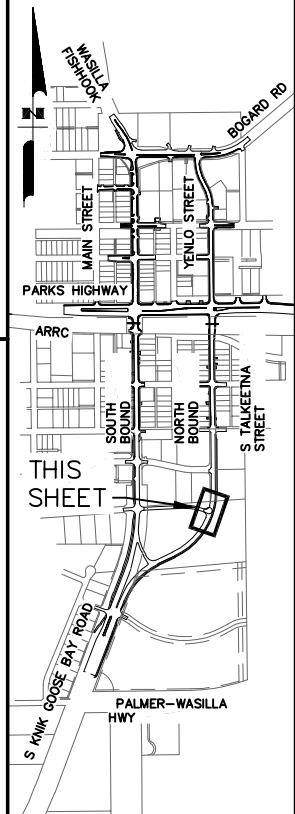 N
WASILLA
FISHHOOK
BOGARD RD
MAIN STREET
YENLO STREET
PARKS HIGHWAY
ARRC
SOUTH
BOUND
NORTH
BOUND
S TALKEETNA
STREET
THIS
SHEET
S KNIK GOOSE BAY ROAD
PALMER-WASILLA
HWY